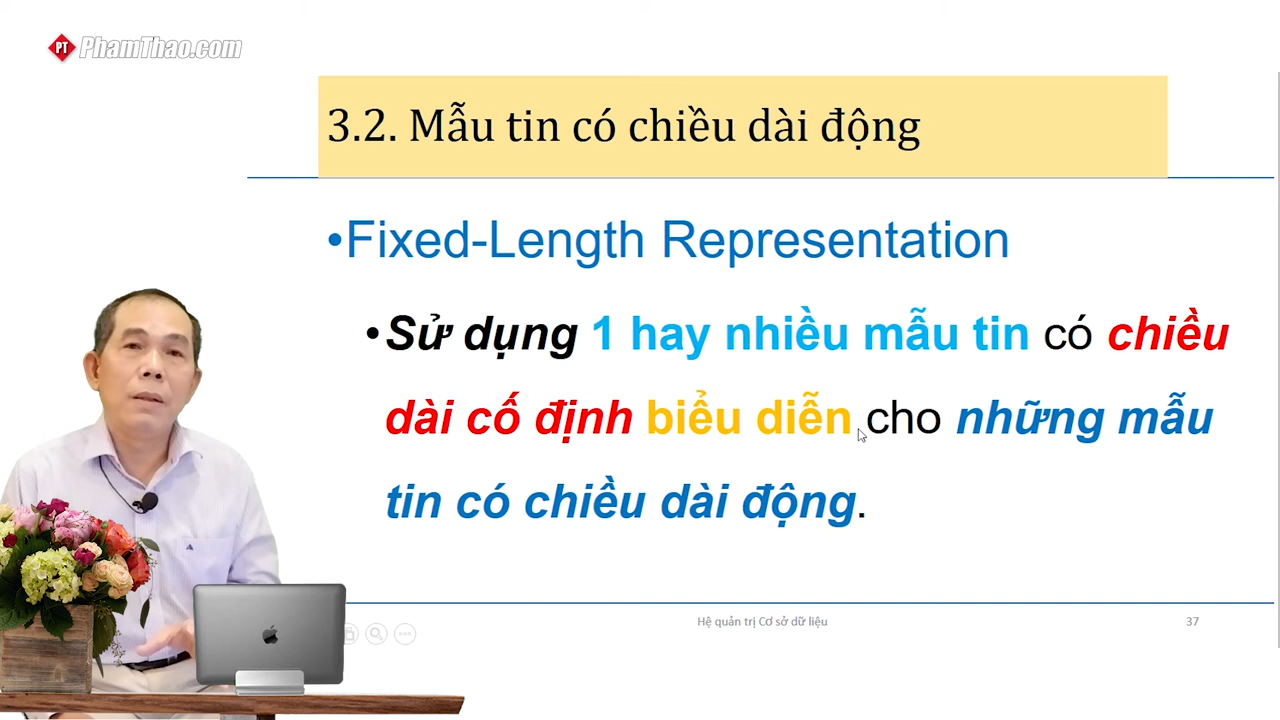 PT PhamThao.com
3.2. Mẫu tin có chiều dài động
•Fixed-Length Representation
•Sử dụng 1 hay nhiều mẫu tin có chiều
dài cố định biểu diễn cho những mẫu
tin có chiều dài động.
Hệ quản trị Cơ sở dữ liệu 37